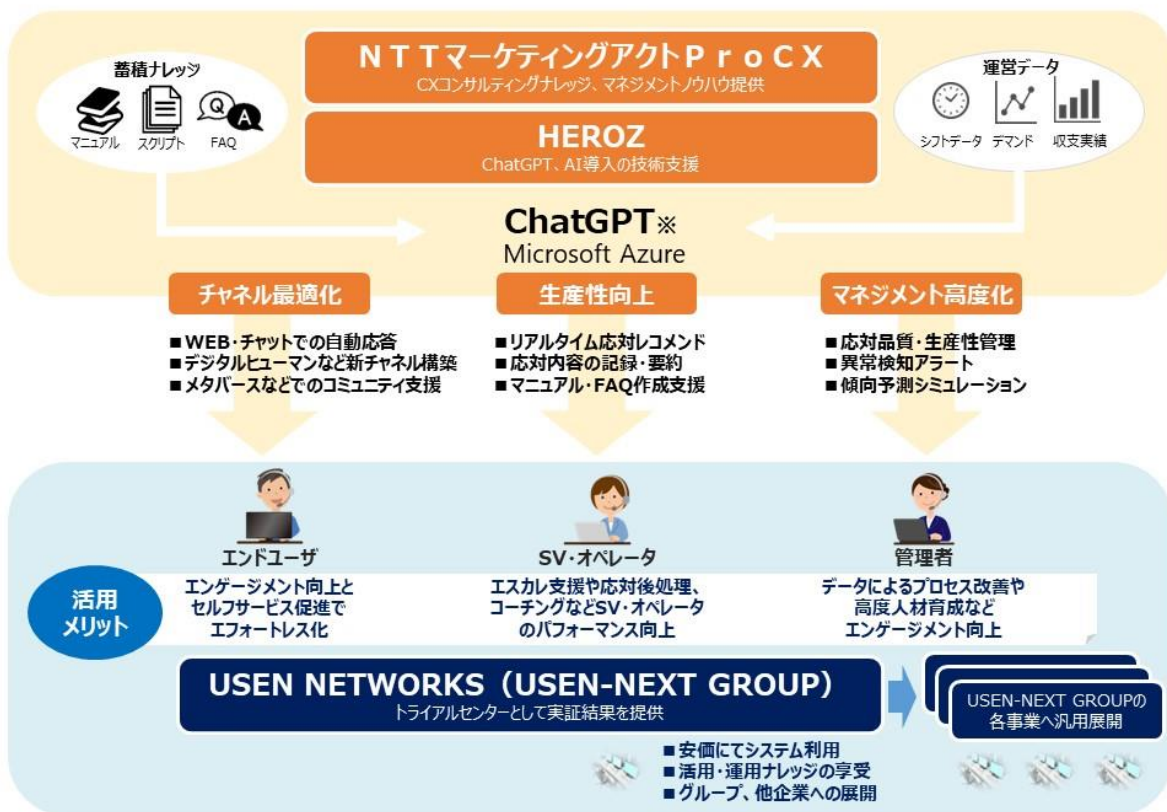 蓄積ナレッジ
マニュアル
スクリプト
FAQ
Q
A
NTTマーケティングアクトProCX
CXコンサルティングナレッジ、マネジメントノウハウ提供
HEROZ
ChatGPT、AI導入の技術支援
運営データ
シフトデータ
デマンド
収支実績
ChatGPT※
Microsoft Azure
チャネル最適化
■WEB・チャットでの自動応答
■デジタルヒューマンなど新チャネル構築
■メタバースなどでのコミュニティ支援
生産性向上
■リアルタイム応対レコメンド
■応対内容の記録・要約
■マニュアル・FAQ作成支援
マネジメント高度化
■応対品質・生産性管理
■異常検知アラート
■傾向予測シミュレーション
活用
メリット
エンドユーザ
エンゲージメント向上と
セルフサービス促進で
エフォートレス化
SV・オペレータ
エスカレ支援や応対後処理、
コーチングなどSV・オペレータ
のパフォーマンス向上
管理者
データによるプロセス改善や
高度人材育成など
エンゲージメント向上
USEN NETWORKS（USEN-NEXT GROUP）
トライアルセンターとして実証結果を提供
USEN-NEXT GROUPの
各事業へ汎用展開
■安価にてシステム利用
■活用・運用ナレッジの享受
■グループ、他企業への展開